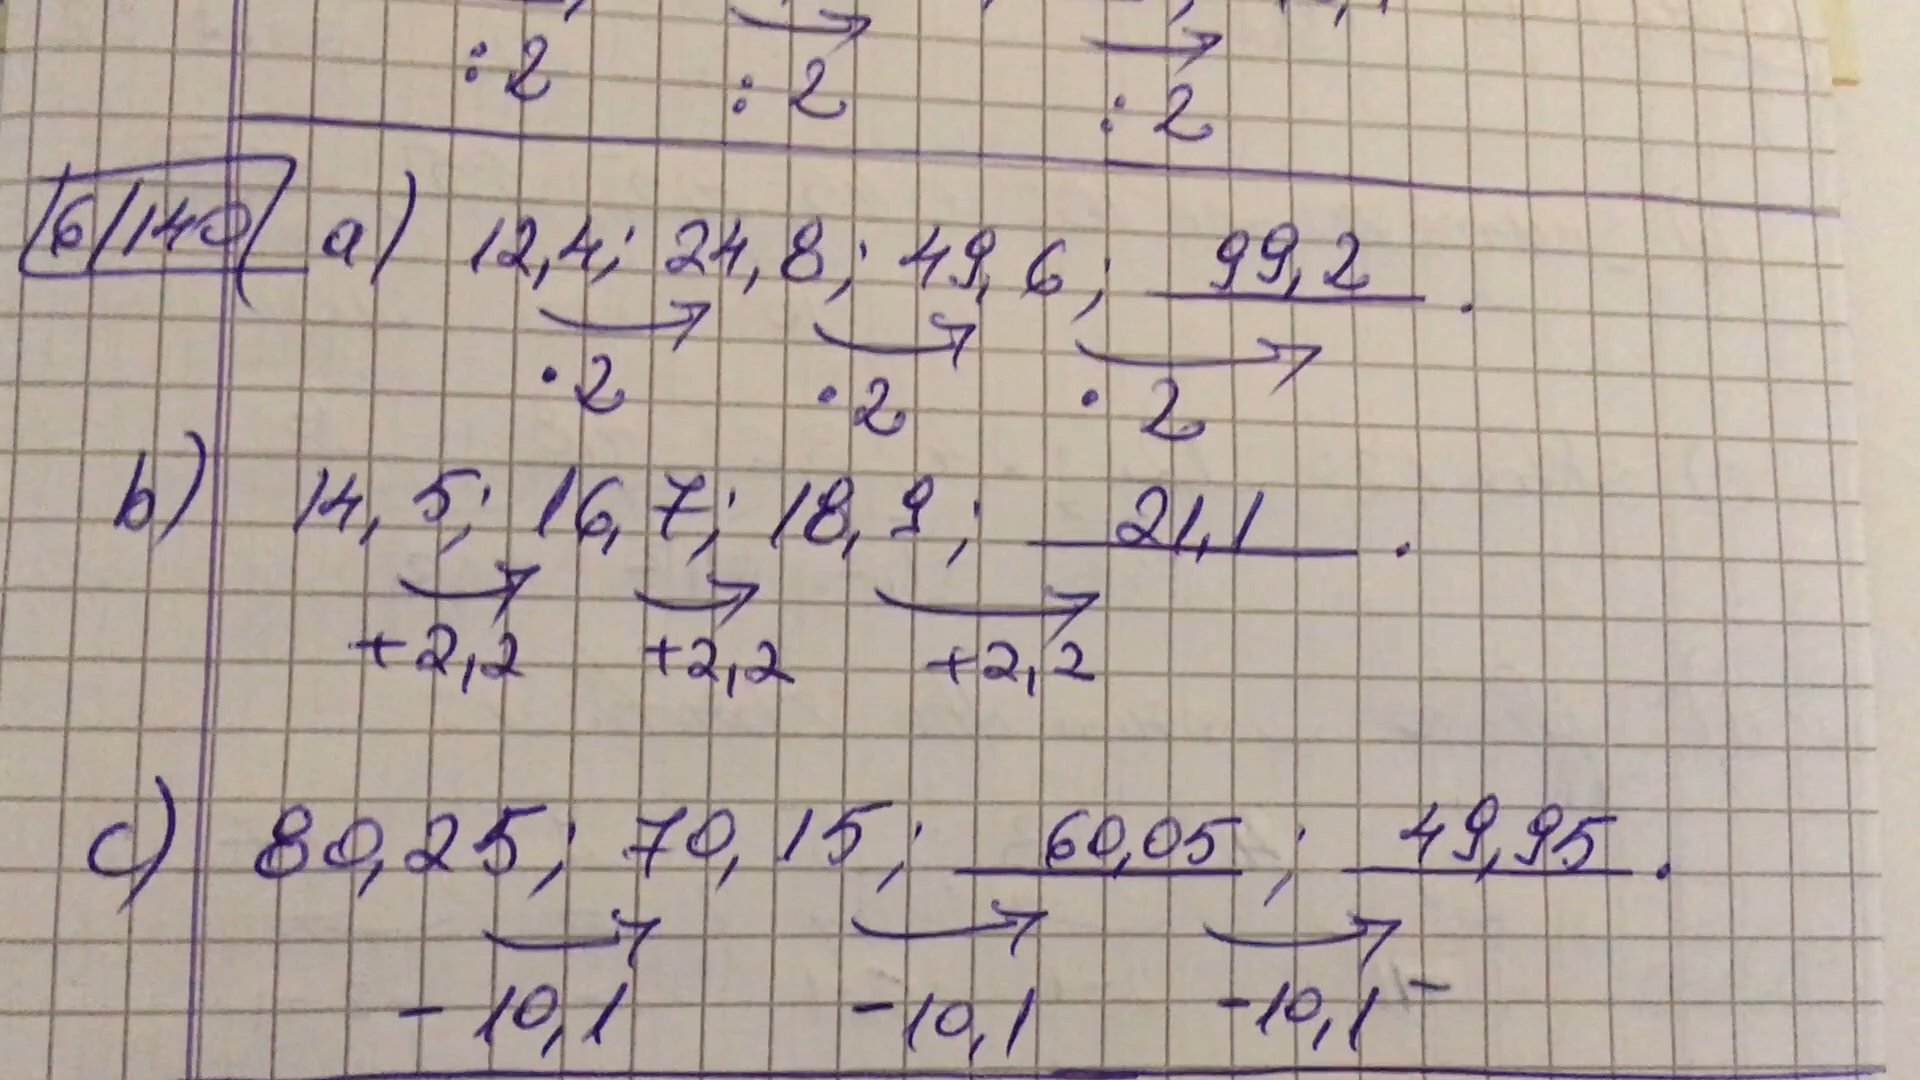 :2 :2 :2
6/140 a) 12,4; 24,8; 49,6; 99,2.
·2 ·2 ·2
b) 14,5; 16,7; 18,9; 21,1.
+2,2 +2,2 +2,2
c) 80,25; 70,15; 60,05; 49,95.
-10,1 -10,1 -10,1